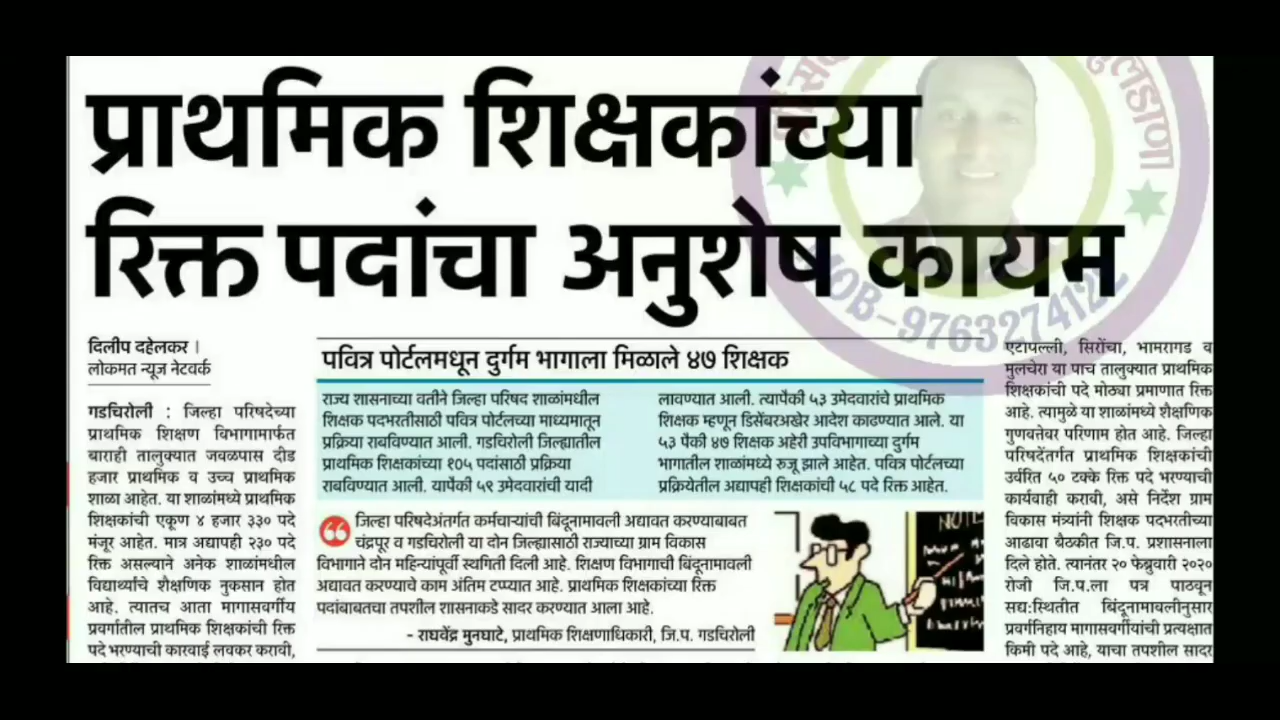 प्राथमिक शिक्षकांच्या
रिक्त पदांचा अनुशेष कायम
दिलीप दहेलकर ।
लोकमत न्यूज नेटवर्क
गडचिरोली : जिल्हा परिषदेच्या
प्राथमिक शिक्षण विभागामार्फत
बाराही तालुक्यात जवळपास दीड
हजार प्राथमिक व उच्च प्राथमिक
शाळा आहेत. या शाळांमध्ये प्राथमिक
शिक्षकांची एकूण ४ हजार ३३० पदे
मंजूर आहेत. मात्र अद्यापही २३० पदे
रिक्त असल्याने अनेक शाळांमधील
विद्यार्थ्यांचे शैक्षणिक नुकसान होत
आहे. त्यातच आता मागासवर्गीय
प्रवर्गातील प्राथमिक शिक्षकांची रिक्त
पदे भरण्याची कारवाई लवकर करावी,
पवित्र पोर्टलमधून दुर्गम भागाला मिळाले ४७ शिक्षक
राज्य शासनाच्या वतीने जिल्हा परिषद शाळांमधील
शिक्षक पदभरतीसाठी पवित्र पोर्टलच्या माध्यमातून
प्रक्रिया राबविण्यात आली. गडचिरोली जिल्ह्यातील
प्राथमिक शिक्षकांच्या १०५ पदांसाठी प्रक्रिया
राबविण्यात आली. यापैकी ५९ उमेदवारांची यादी
लावण्यात आली. त्यापैकी ५३ उमेदवारांचे प्राथमिक
शिक्षक म्हणून डिसेंबरअखेर आदेश काढण्यात आले. या
५३ पैकी ४७ शिक्षक अहेरी उपविभागाच्या दुर्गम
भागातील शाळांमध्ये रुजू झाले आहेत. पवित्र पोर्टलच्या
प्रक्रियेतील अद्यापही शिक्षकांची ५८ पदे रिक्त आहेत.
जिल्हा परिषदेअंतर्गत कर्मचाऱ्यांची बिंदूनामावली अद्यावत करण्याबाबत
चंद्रपूर व गडचिरोली या दोन जिल्ह्यासाठी राज्याच्या ग्राम विकास
विभागाने दोन महिन्यांपूर्वी स्थगिती दिली आहे. शिक्षण विभागाची बिंदूनामावली
अद्यावत करण्याचे काम अंतिम टप्प्यात आहे. प्राथमिक शिक्षकांच्या रिक्त
पदांबाबतचा तपशील शासनाकडे सादर करण्यात आला आहे.
- राघवेंद्र मुनघाटे, प्राथमिक शिक्षणाधिकारी, जि.प. गडचिरोली
एटापल्ली, सिरोंचा, भामरागड व
मुलचेरा या पाच तालुक्यात प्राथमिक
शिक्षकांची पदे मोठ्या प्रमाणात रिक्त
आहे. त्यामुळे या शाळांमध्ये शैक्षणिक
गुणवत्तेवर परिणाम होत आहे. जिल्हा
परिषदेंतर्गत प्राथमिक शिक्षकांची
उर्वरित ५० टक्के रिक्त पदे भरण्याची
कार्यवाही करावी, असे निर्देश ग्राम
विकास मंत्र्यांनी शिक्षक पदभरतीच्या
आढावा बैठकीत जि.प. प्रशासनाला
दिले होते. त्यानंतर २० फेब्रुवारी २०२०
रोजी जि.प.ला पत्र पाठवून
सद्य:स्थितीत बिंदूनामावलीनुसार
प्रवर्गनिहाय मागासवर्गीयांची प्रत्यक्षात
किमी पदे आहे, याचा तपशील सादर